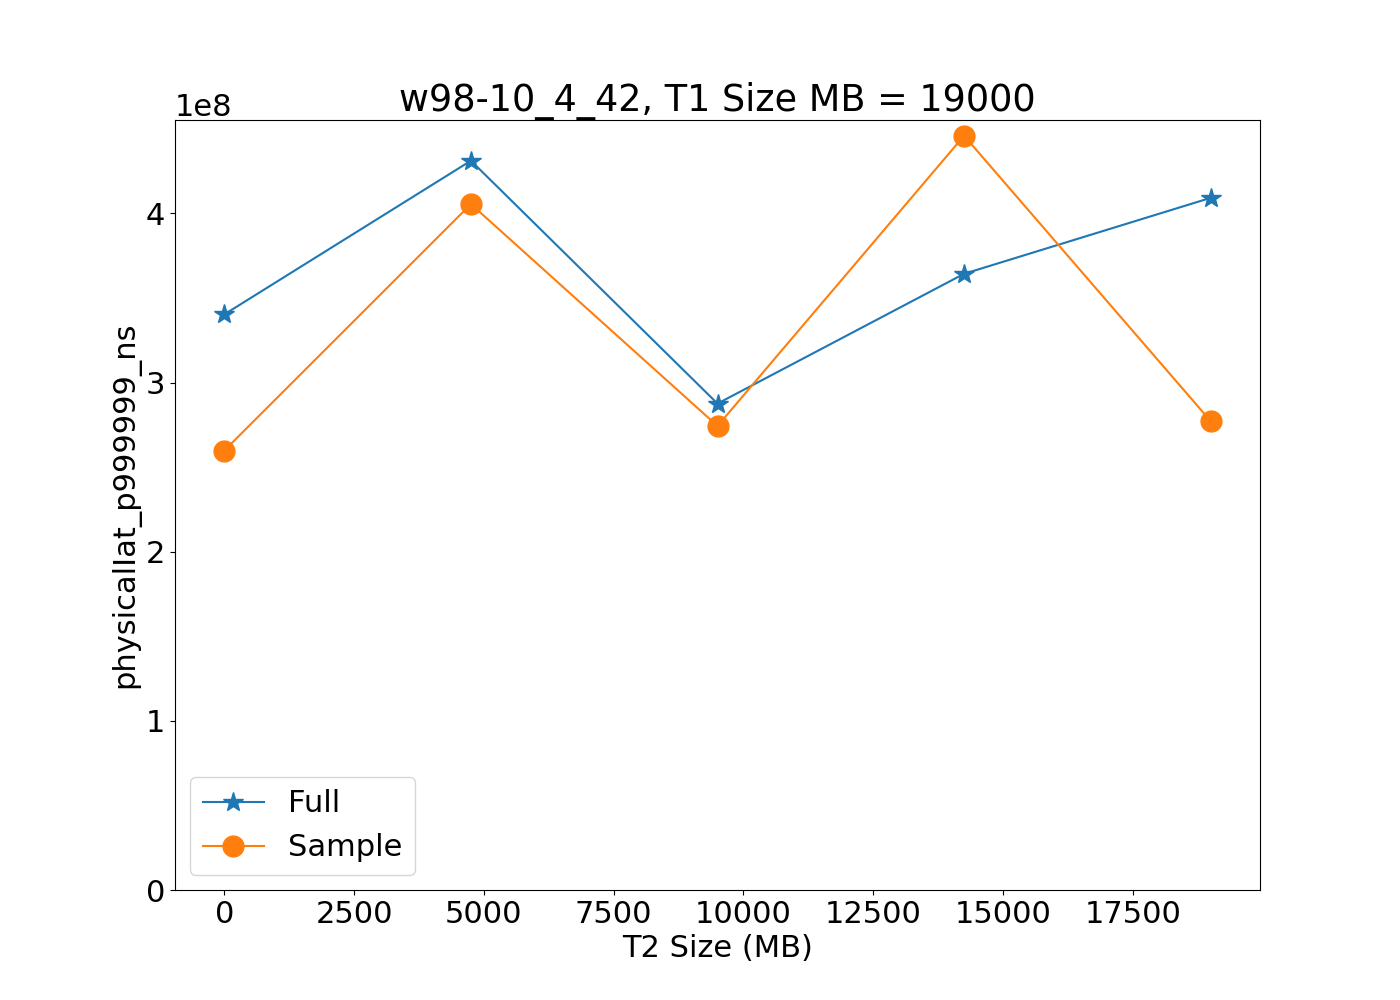 w98-10_4_42, T1 Size MB = 19000
1e8
physicallat_p999999_ns
4
3
2
1
0
Full
Sample
0 2500 5000 7500 10000 12500 15000 17500
T2 Size (MB)